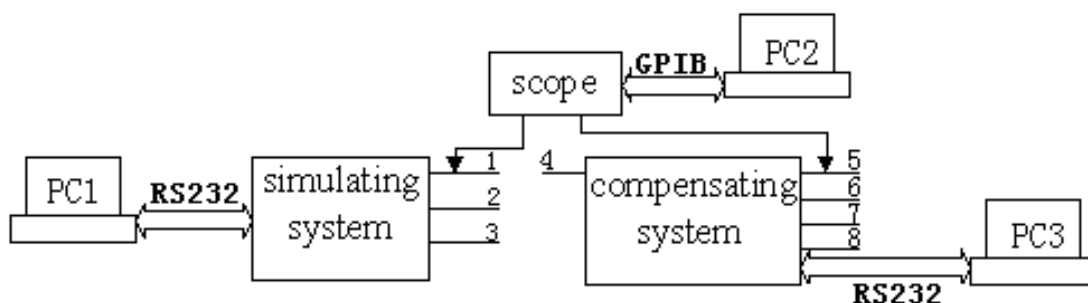 PC2
GPIB
scope
1
4
5
6
7
8
2
3
PC1
RS232
simulating
system
compensating
system
PC3
RS232